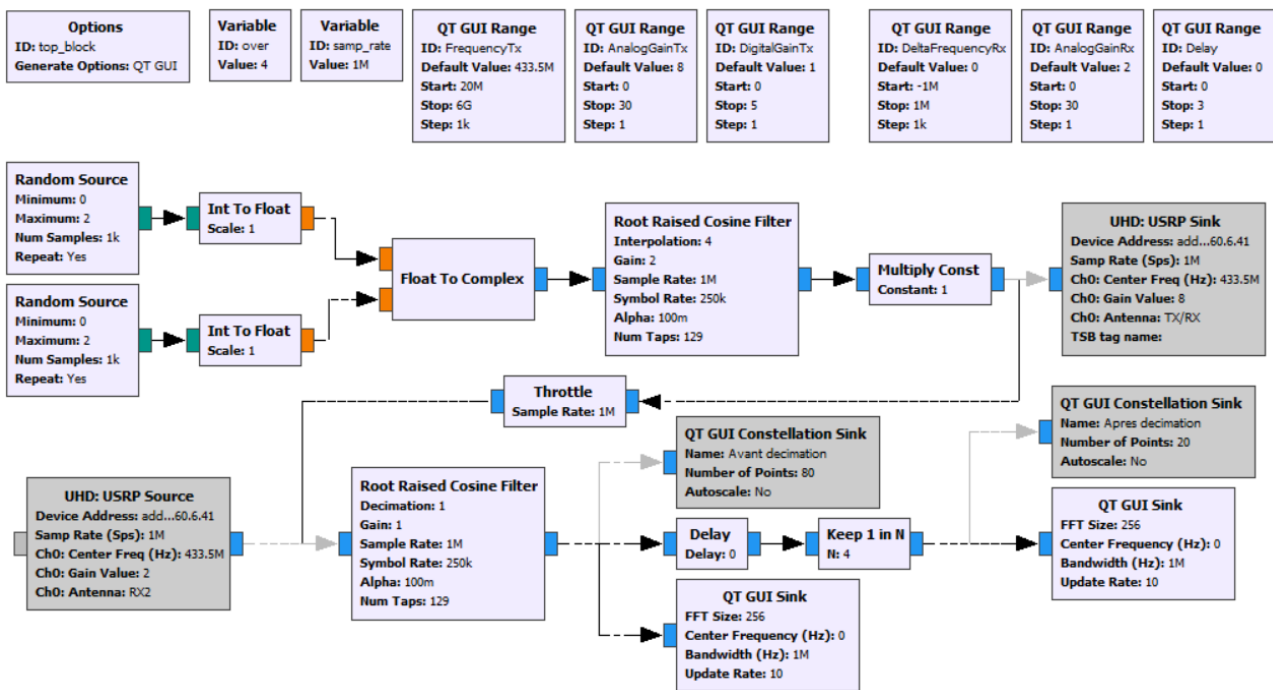 Options
ID: top_block
Generate Options: QT GUI
Variable
ID: over
Value: 4
Variable
ID: samp_rate
Value: 1M
QT GUI Range
ID: FrequencyTx
Default Value: 433.5M
Start: 20M
Stop: 6G
Step: 1k
QT GUI Range
ID: AnalogGainTx
Default Value: 8
Start: 0
Stop: 30
Step: 1
QT GUI Range
ID: DigitalGainTx
Default Value: 1
Start: 0
Stop: 5
Step: 1
QT GUI Range
ID: DeltaFrequencyRx
Default Value: 0
Start: -1M
Stop: 1M
Step: 1k
QT GUI Range
ID: AnalogGainRx
Default Value: 2
Start: 0
Stop: 30
Step: 1
QT GUI Range
ID: Delay
Default Value: 0
Start: 0
Stop: 3
Step: 1
Random Source
Minimum: 0
Maximum: 2
Num Samples: 1k
Repeat: Yes
Int To Float
Scale: 1
Random Source
Minimum: 0
Maximum: 2
Num Samples: 1k
Repeat: Yes
Int To Float
Scale: 1
Float To Complex
Root Raised Cosine Filter
Interpolation: 4
Gain: 2
Sample Rate: 1M
Symbol Rate: 250k
Alpha: 100m
Num Taps: 129
Multiply Const
Constant: 1
UHD: USRP Sink
Device Address: add...60.6.41
Samp Rate (Sps): 1M
Ch0: Center Freq (Hz): 433.5M
Ch0: Gain Value: 8
Ch0: Antenna: TX/RX
TSB tag name:
Throttle
Sample Rate: 1M
UHD: USRP Source
Device Address: add...60.6.41
Samp Rate (Sps): 1M
Ch0: Center Freq (Hz): 433.5M
Ch0: Gain Value: 2
Ch0: Antenna: RX2
Root Raised Cosine Filter
Decimation: 1
Gain: 1
Sample Rate: 1M
Symbol Rate: 250k
Alpha: 100m
Num Taps: 129
QT GUI Constellation Sink
Name: Avant decimation
Number of Points: 80
Autoscale: No
Delay
Delay: 0
Keep 1 in N
N: 4
QT GUI Sink
FFT Size: 256
Center Frequency (Hz): 0
Bandwidth (Hz): 1M
Update Rate: 10
QT GUI Constellation Sink
Name: Apres decimation
Number of Points: 20
Autoscale: No
QT GUI Sink
FFT Size: 256
Center Frequency (Hz): 0
Bandwidth (Hz): 1M
Update Rate: 10